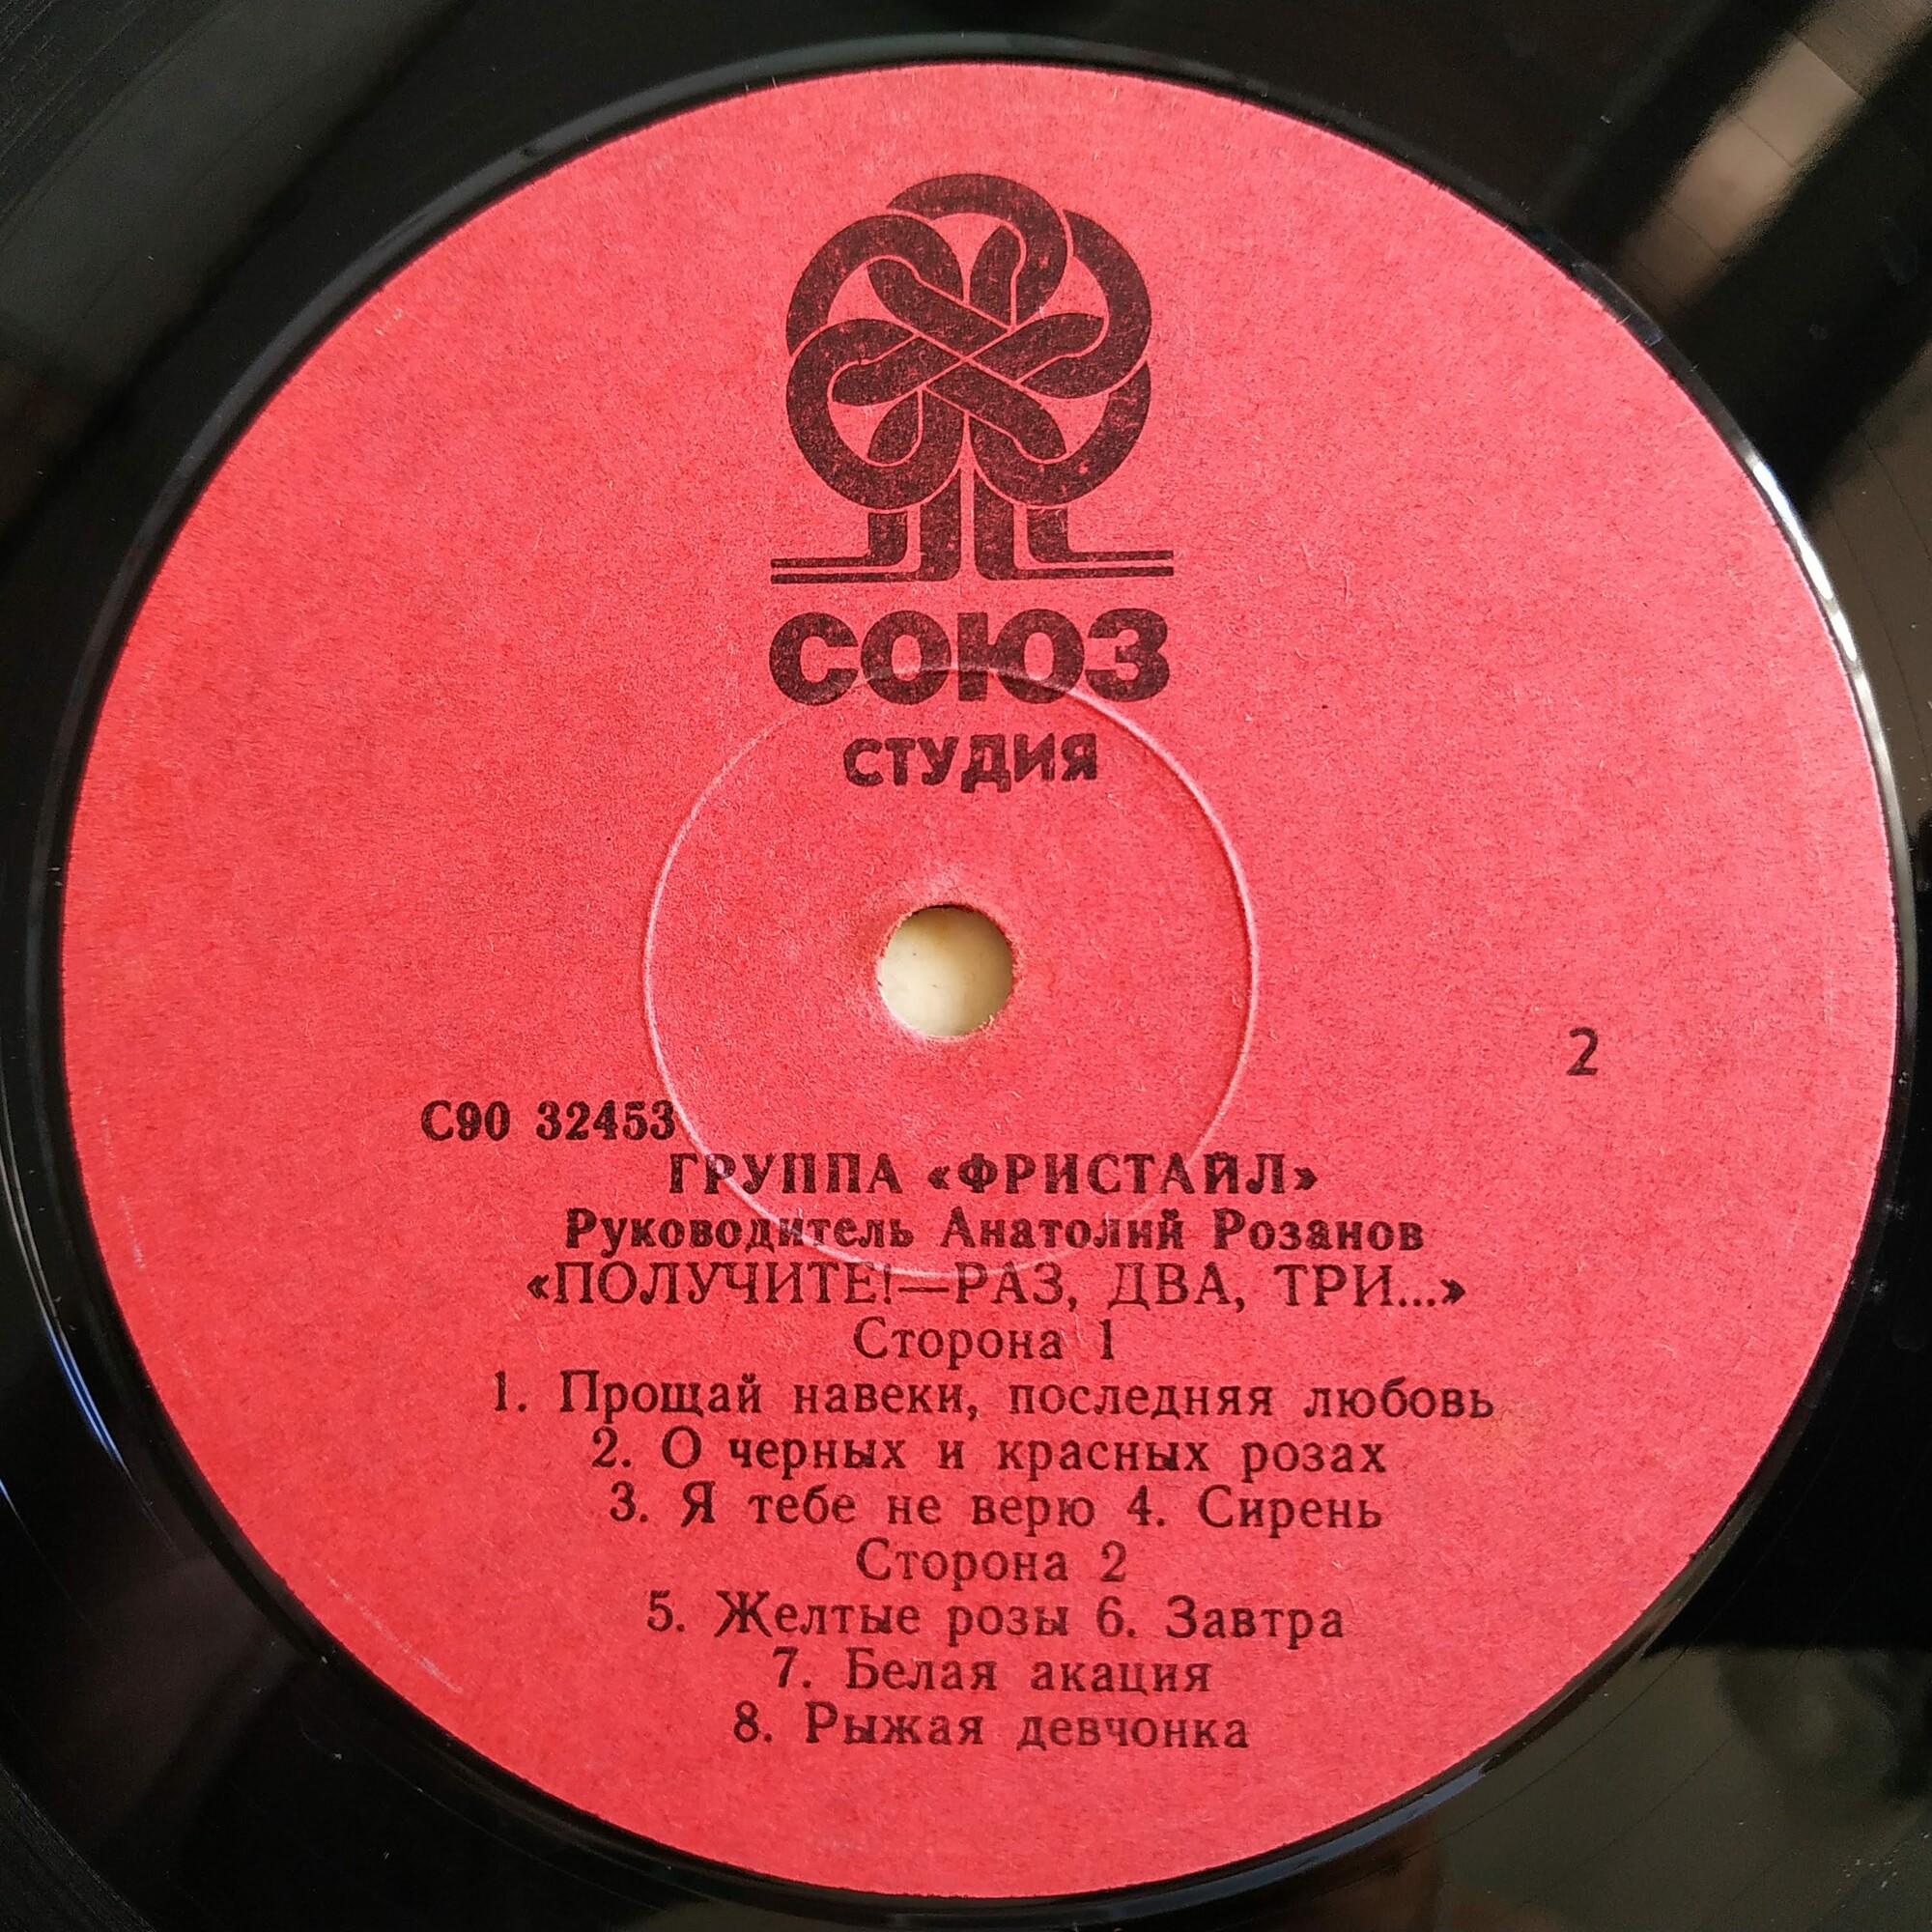 СОЮЗ
СТУДИЯ
2
С90 32453
ГРУППА «ФРИСТАЙЛ»
Руководитель Анатолий Розанов
«ПОЛУЧИТЕ!—РАЗ, ДВА, ТРИ...»
Сторона 1
1. Прощай навеки, последняя любовь
2. О черных и красных розах
3. Я тебе не верю 4. Сирень
Сторона 2
5. Желтые розы 6. Завтра
7. Белая акация
8. Рыжая девчонка